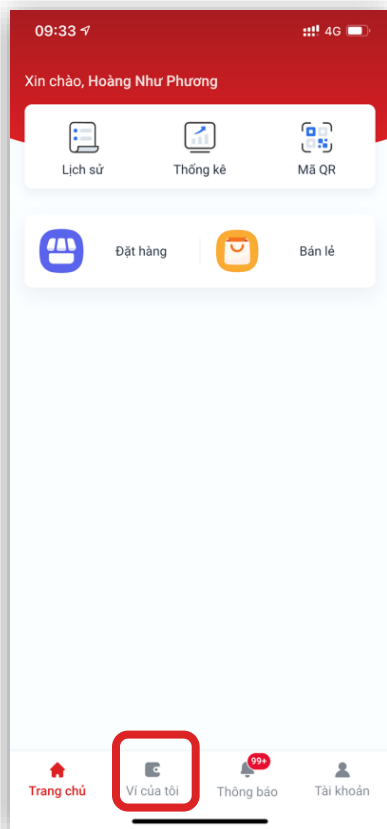 09:33 4G
Xin chào, Hoàng Như Phương
Lịch sử Thống kê Mã QR
Đặt hàng Bán lẻ
99+
Trang chủ Ví của tôi Thông báo Tài khoản